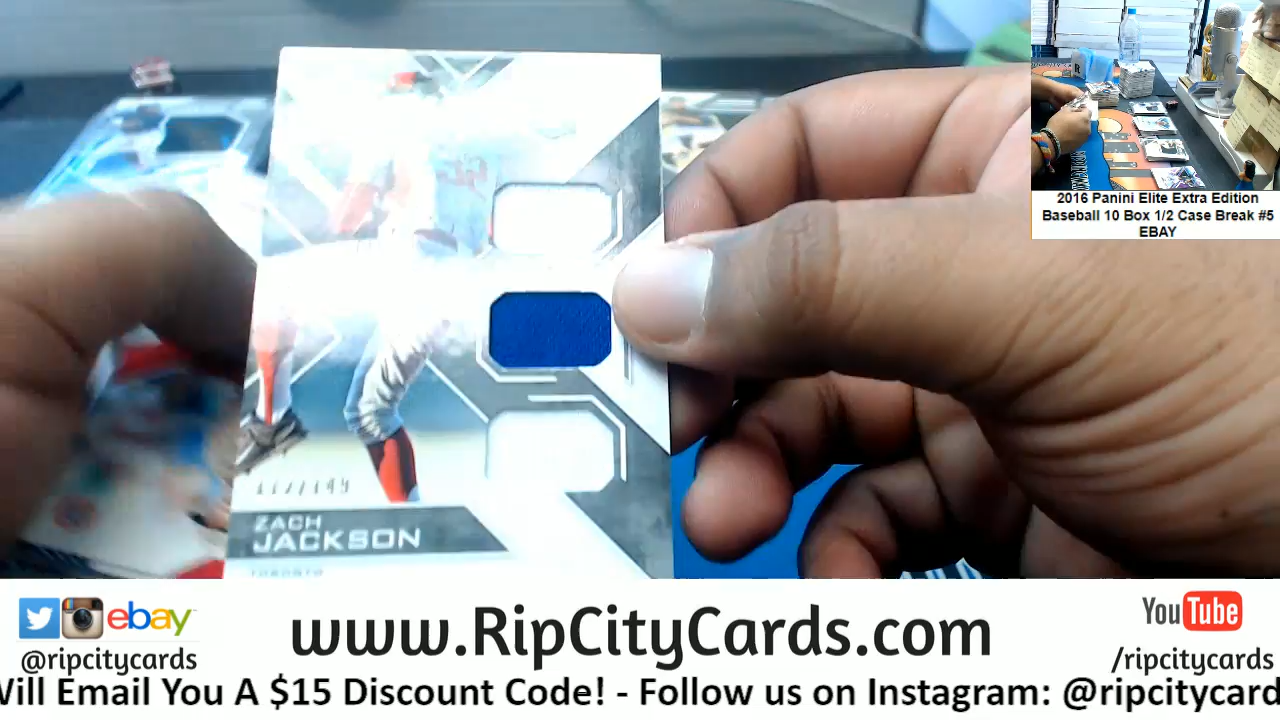 2016 Panini Elite Extra Edition
Baseball 10 Box 1/2 Case Break #5
EBAY
ZACH
JACKSON
TORONTO
ebay
@ripcitycards
www.RipCityCards.com
YouTube
/ripcitycards
Will Email You A $15 Discount Code! - Follow us on Instagram: @ripcitycard